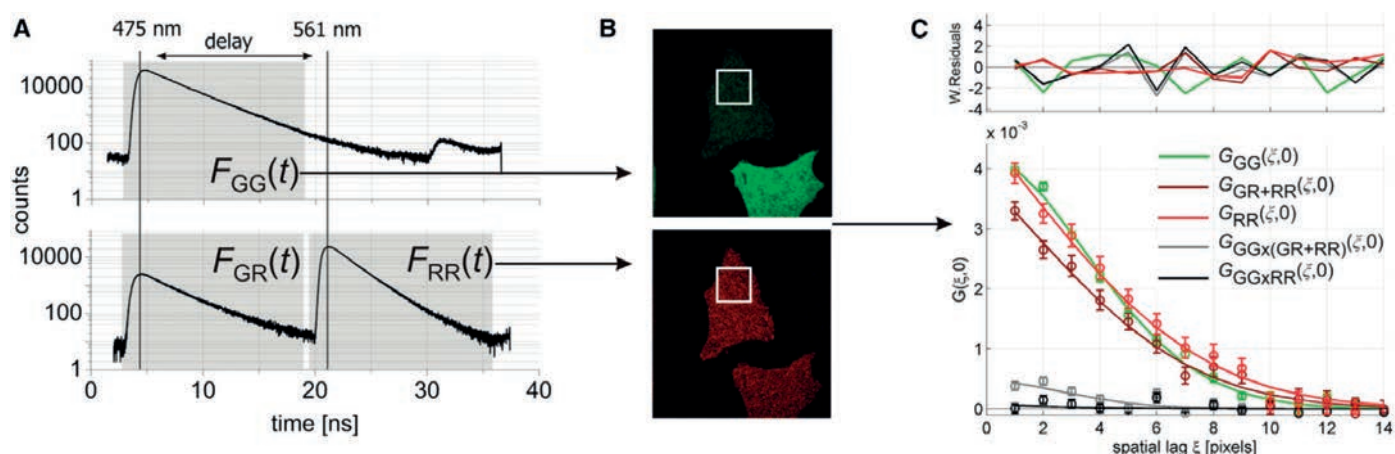 A
475 nm
561 nm
delay
10000
100
1
F_GG(t)
counts
10000
100
1
F_GR(t)
F_RR(t)
0
10
20
30
40
time [ns]
B
C
W.Residuals
4
2
0
-2
-4
x 10⁻³
4
3
2
1
0
G(ξ,0)
G_GG(ξ,0)
G_GR+RR(ξ,0)
G_RR(ξ,0)
G_GGx(GR+RR)(ξ,0)
G_GGxRR(ξ,0)
0
2
4
6
8
10
12
14
spatial lag ξ [pixels]